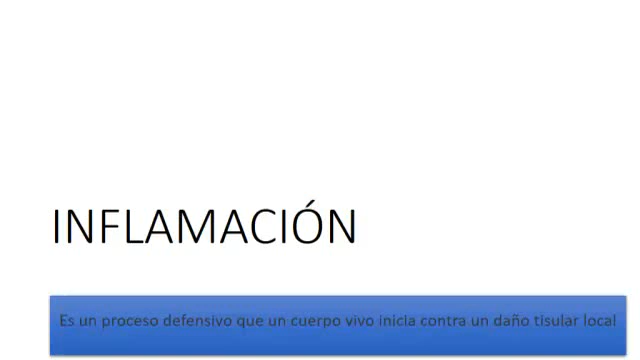 INFLAMACIÓN
Es un proceso defensivo que un cuerpo vivo inicia contra un daño tisular local